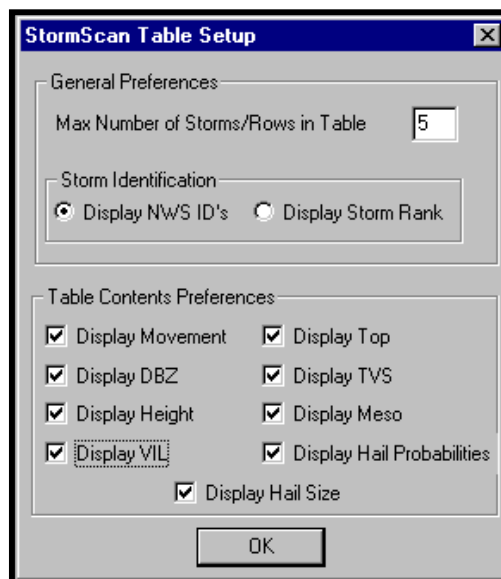 StormScan Table Setup
General Preferences
Max Number of Storms/Rows in Table 5
Storm Identification
Display NWS ID's Display Storm Rank
Table Contents Preferences
Display Movement Display Top
Display DBZ Display TVS
Display Height Display Meso
Display VIL Display Hail Probabilities
Display Hail Size
OK